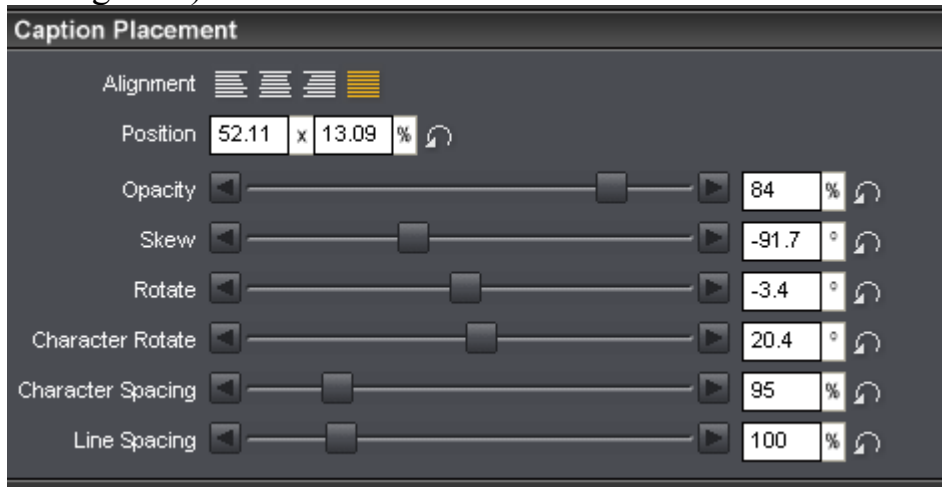 Caption Placement
Alignment
Position 52.11 x 13.09 %
Opacity 84 %
Skew -91.7 °
Rotate -3.4 °
Character Rotate 20.4 °
Character Spacing 95 %
Line Spacing 100 %